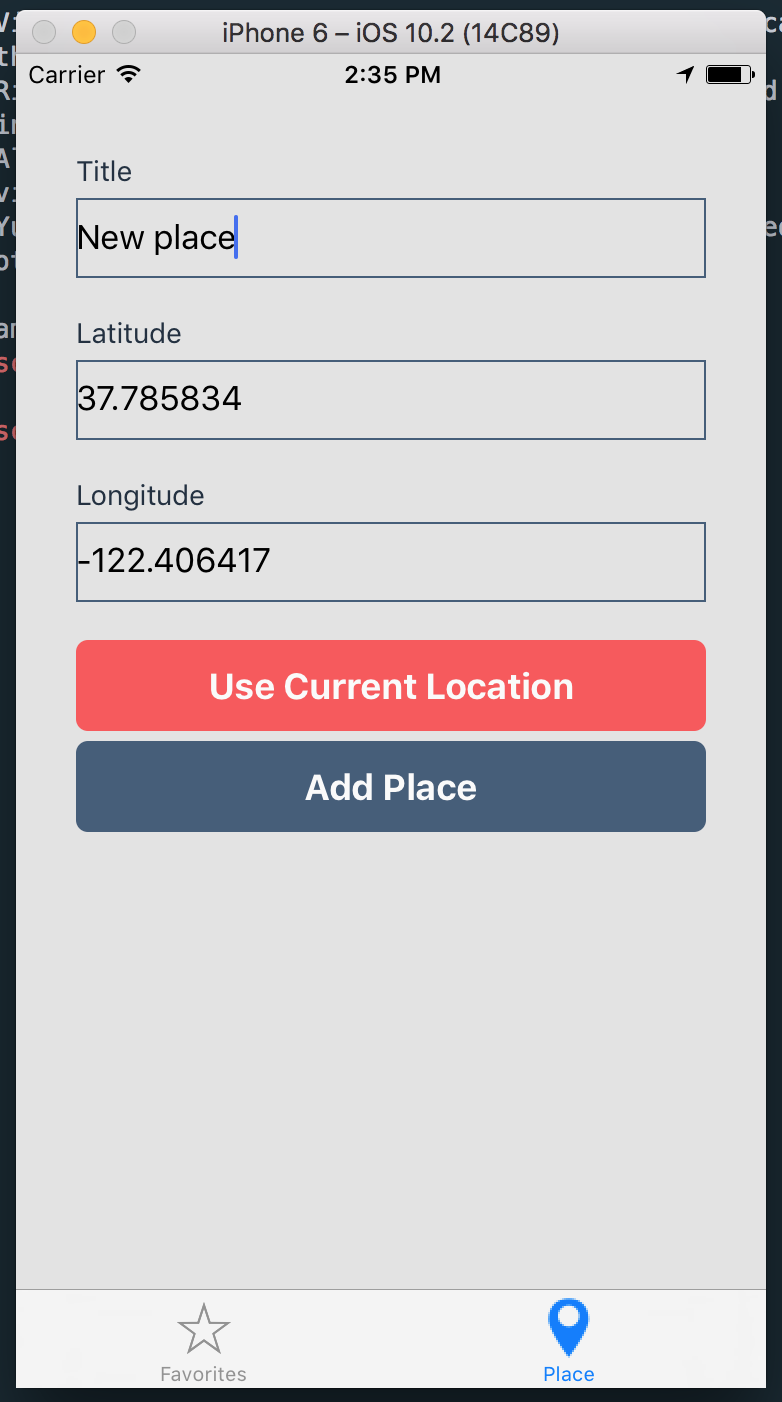 iPhone 6 – iOS 10.2 (14C89)
Carrier 2:35 PM
Title
New place
Latitude
37.785834
Longitude
-122.406417
Use Current Location
Add Place
Favorites Place